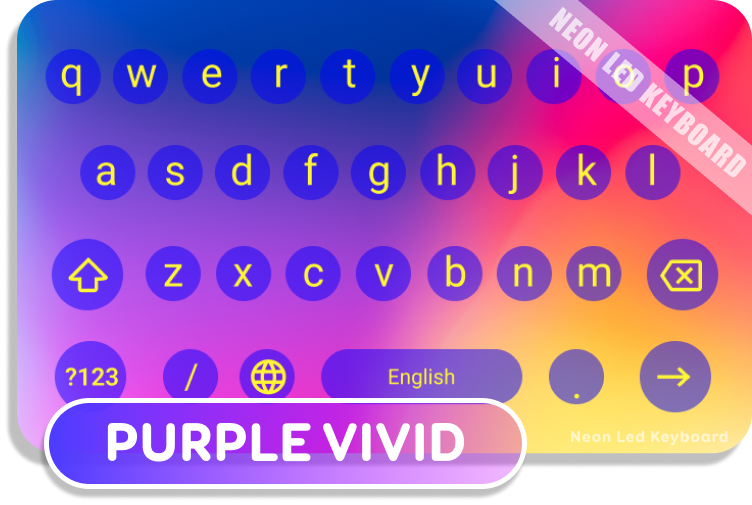 NEON LED KEYBOARD
q w e r t y u i o p
a s d f g h j k l
z x c v b n m
?123 / English .
Neon Led Keyboard
PURPLE VIVID